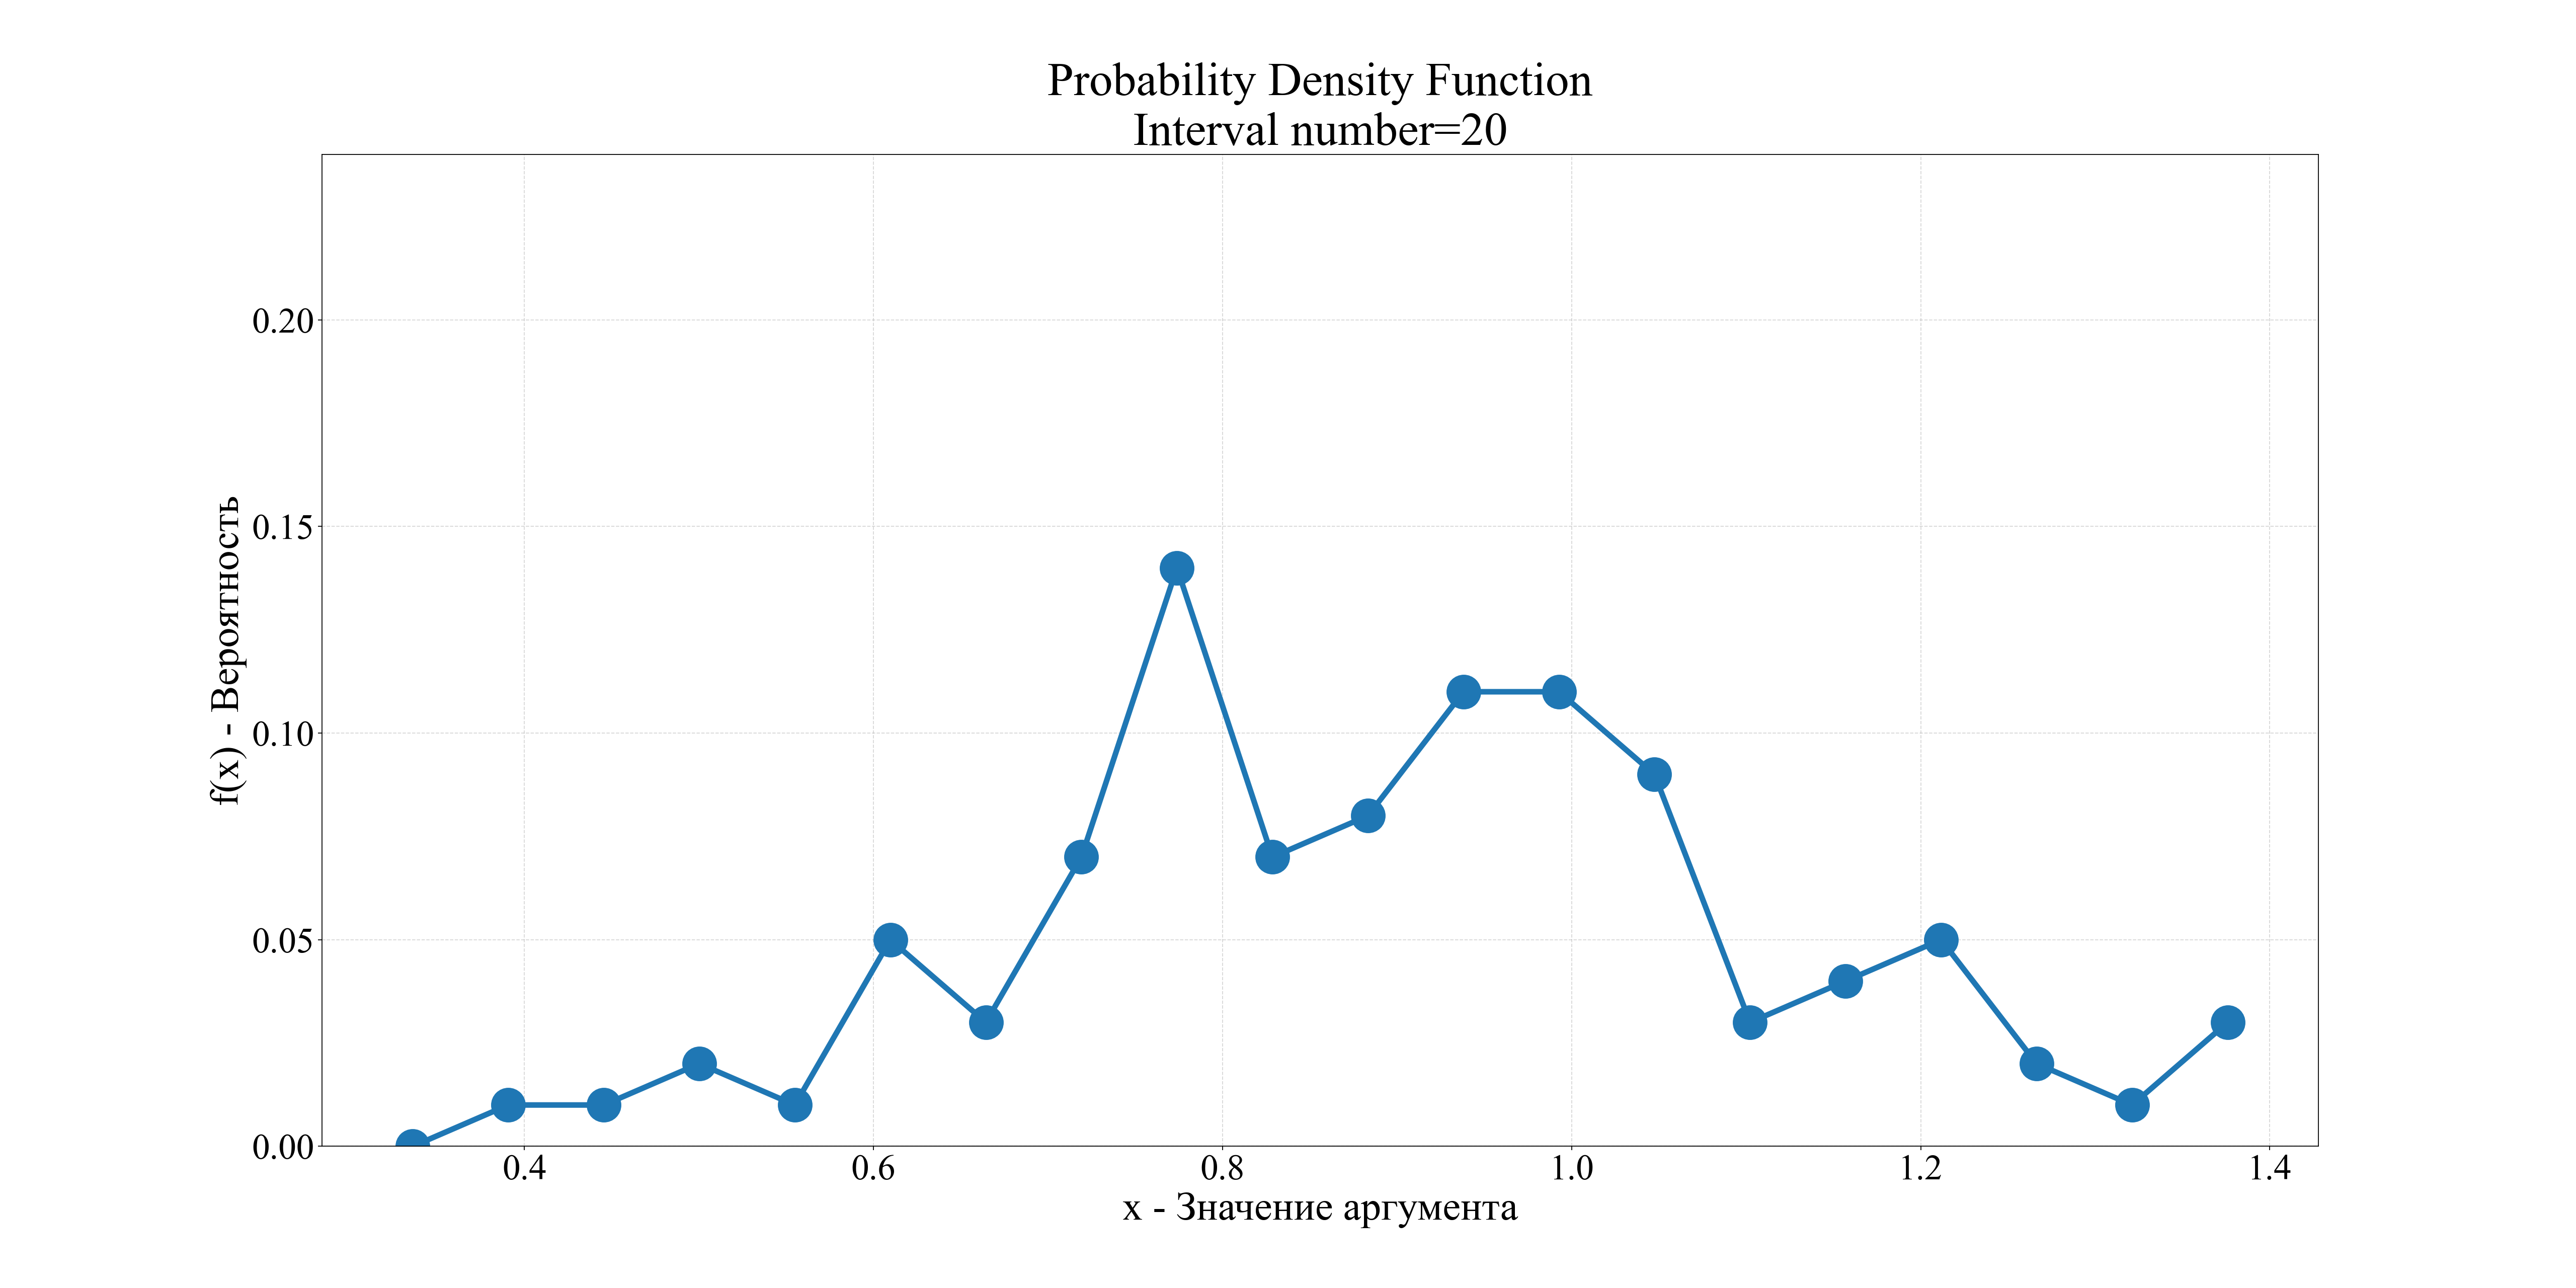 Probability Density Function
Interval number=20
f(x) - Вероятность
0.20
0.15
0.10
0.05
0.00
0.4 0.6 0.8 1.0 1.2 1.4
x - Значение аргумента